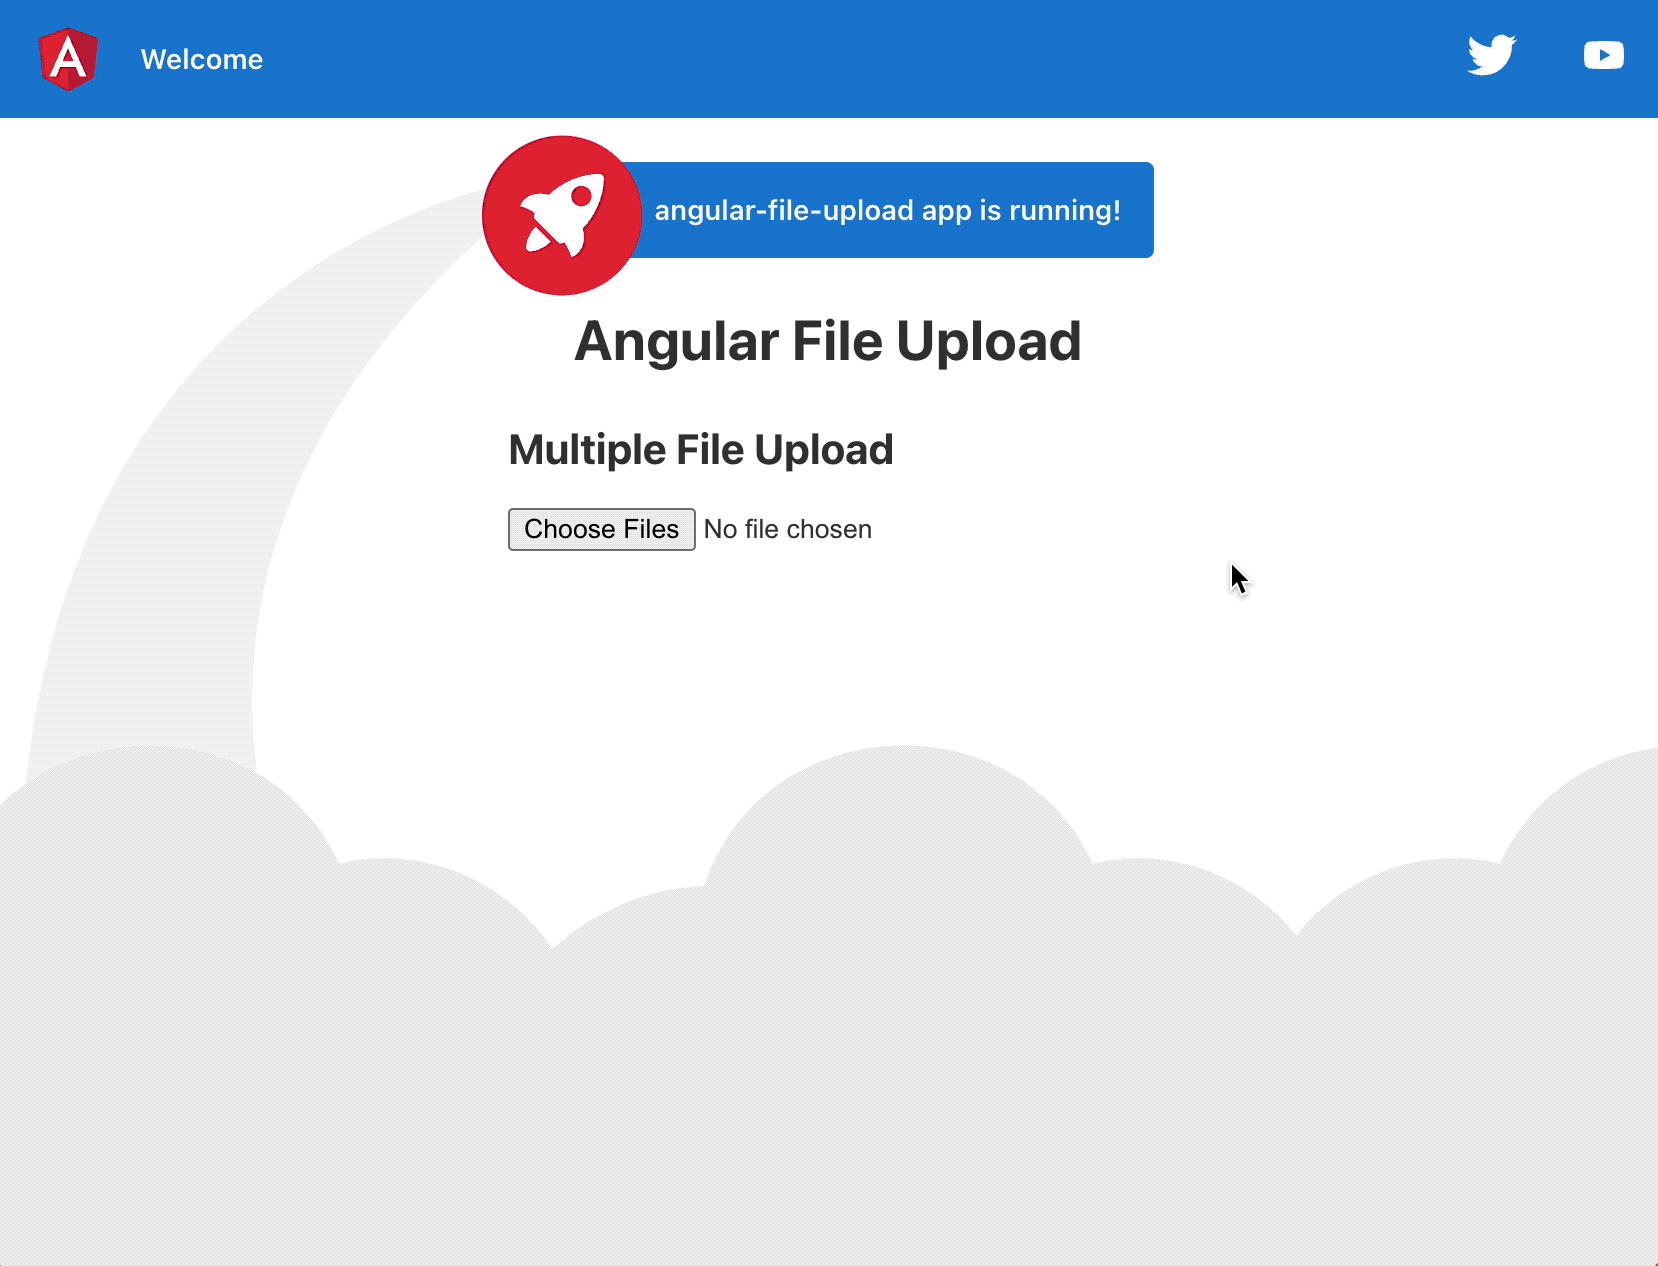 Welcome
angular-file-upload app is running!
Angular File Upload
Multiple File Upload
Choose Files No file chosen